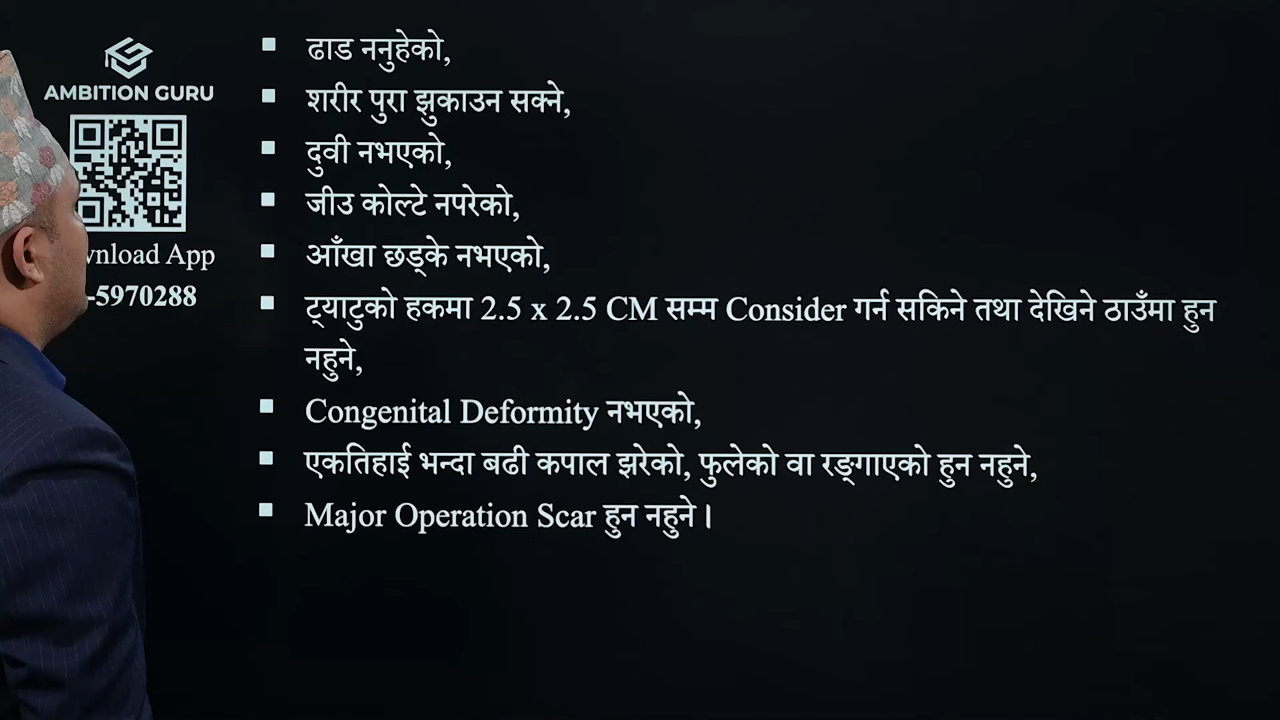 AMBITION GURU
wnload App
-5970288
▪ ढाड ननुहेको,
▪ शरीर पुरा झुकाउन सक्ने,
▪ दुवी नभएको,
▪ जीउ कोल्टे नपरेको,
▪ आँखा छड्के नभएको,
▪ ट्याटुको हकमा 2.5 x 2.5 CM सम्म Consider गर्न सकिने तथा देखिने ठाउँमा हुन
नहुने,
▪ Congenital Deformity नभएको,
▪ एकतिहाई भन्दा बढी कपाल झरेको, फुलेको वा रङ्गाएको हुन नहुने,
▪ Major Operation Scar हुन नहुने ।